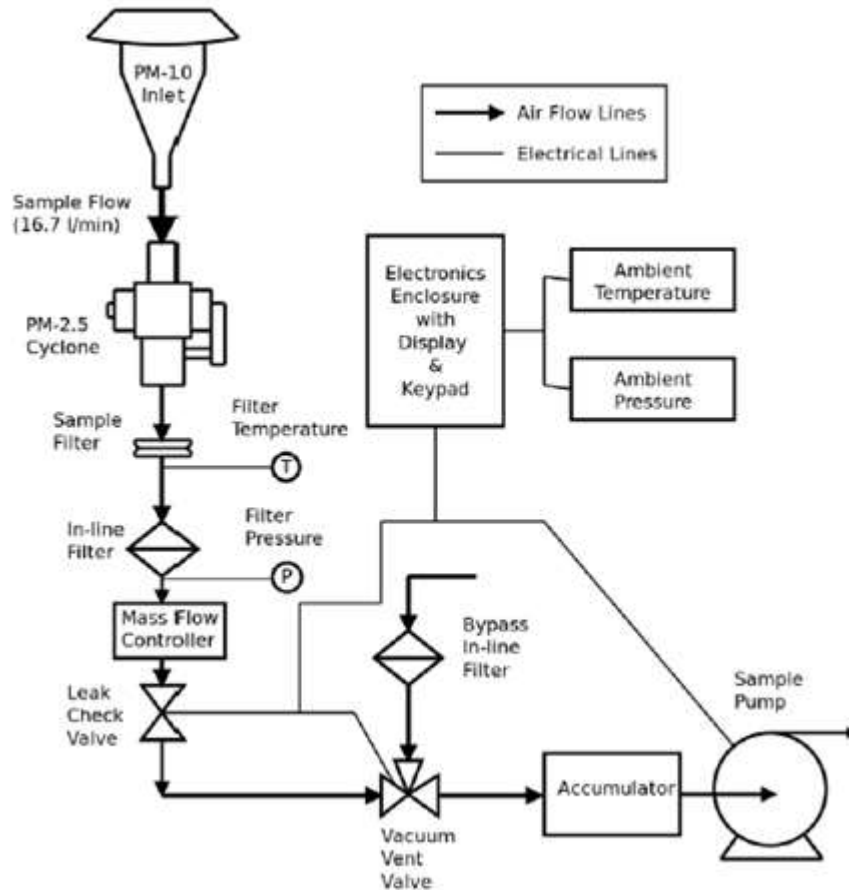 PM-10
Inlet
Air Flow Lines
Electrical Lines
Sample Flow
(16.7 l/min)
Electronics
Enclosure
with
Display
&
Keypad
Ambient
Temperature
PM-2.5
Cyclone
Ambient
Pressure
Sample
Filter
Filter
Temperature
T
In-line
Filter
Filter
Pressure
P
Mass Flow
Controller
Bypass
In-line
Filter
Leak
Check
Valve
Sample
Pump
Accumulator
Vacuum
Vent
Valve